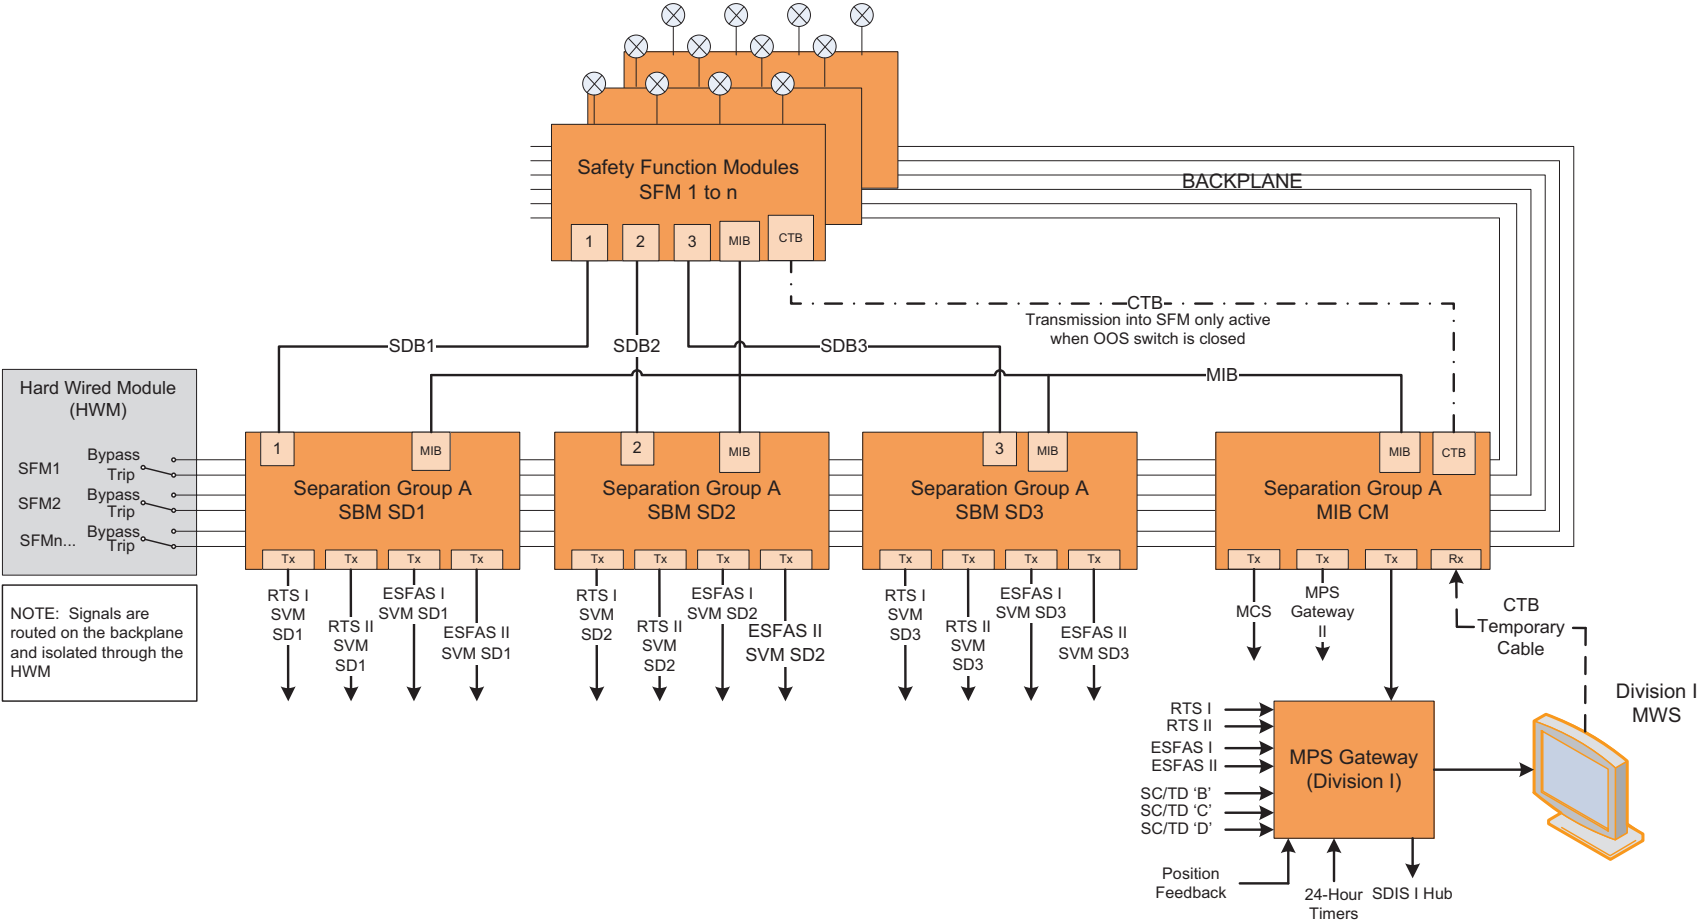 Safety Function Modules
SFM 1 to n
1
2
3
MIB
CTB
BACKPLANE
CTB
Transmission into SFM only active
when OOS switch is closed
SDB1
SDB2
SDB3
MIB
Hard Wired Module
(HWM)
SFM1
Bypass
Trip
SFM2
Bypass
Trip
SFMn...
Bypass
Trip
NOTE: Signals are
routed on the backplane
and isolated through the
HWM
1
MIB
Separation Group A
SBM SD1
Tx
Tx
Tx
Tx
RTS I
SVM
SD1
RTS II
SVM
SD1
ESFAS I
SVM SD1
ESFAS II
SVM SD1
2
MIB
Separation Group A
SBM SD2
Tx
Tx
Tx
Tx
RTS I
SVM
SD2
RTS II
SVM
SD2
ESFAS I
SVM SD2
ESFAS II
SVM SD2
3
MIB
Separation Group A
SBM SD3
Tx
Tx
Tx
Tx
RTS I
SVM
SD3
RTS II
SVM
SD3
ESFAS I
SVM SD3
ESFAS II
SVM SD3
MIB
CTB
Separation Group A
MIB CM
Tx
Tx
Tx
Rx
MCS
MPS
Gateway
II
CTB
Temporary
Cable
Division I
MWS
RTS I
RTS II
ESFAS I
ESFAS II
SC/TD 'B'
SC/TD 'C'
SC/TD 'D'
MPS Gateway
(Division I)
Position
Feedback
24-Hour
Timers
SDIS I Hub